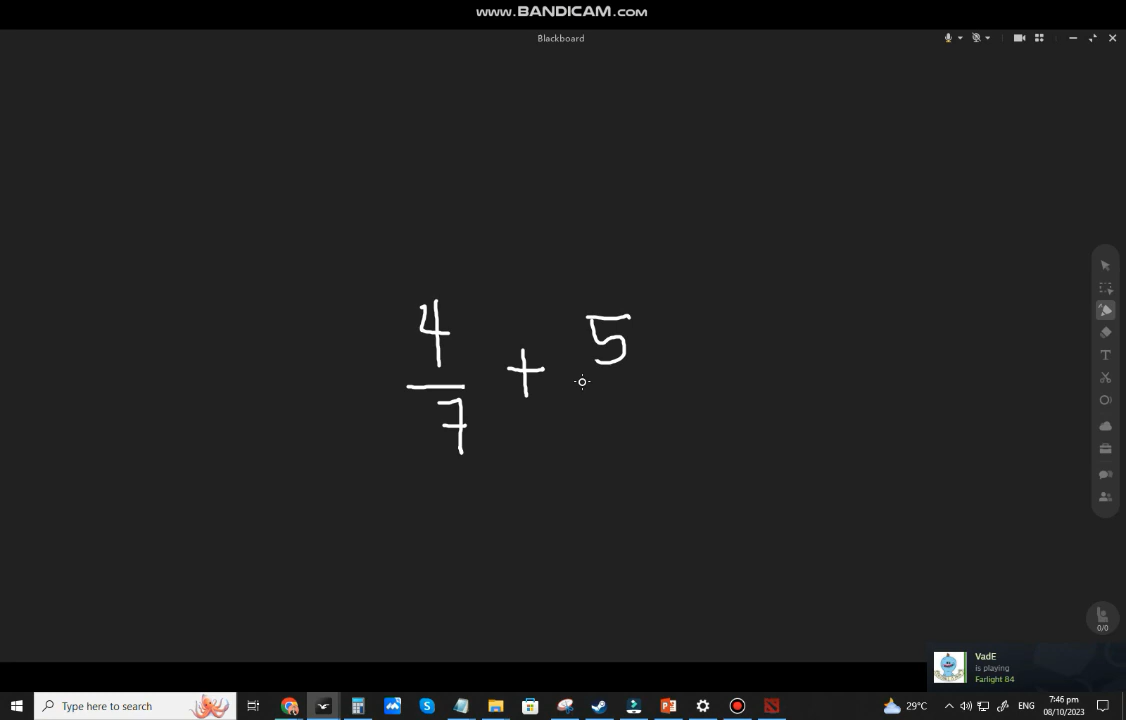 www.BANDICAM.com
Blackboard
4
+ 5
7
0/0
VadE
is playing
Farlight 84
Type here to search
29°C
ENG
7:46 pm
08/10/2023